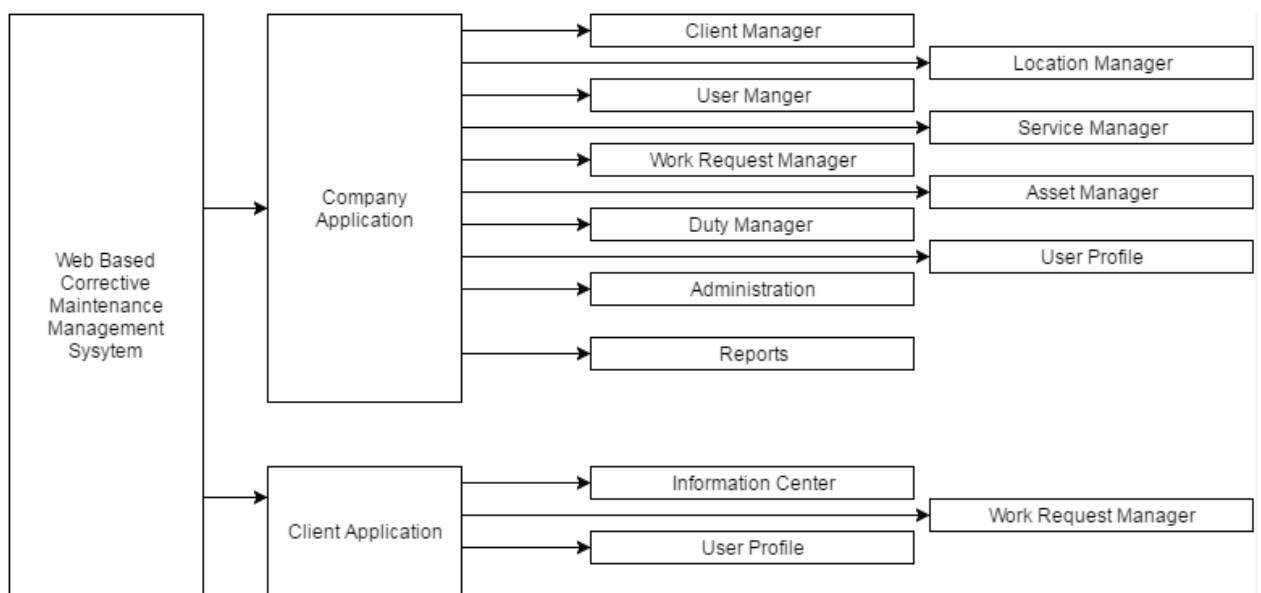 Client Manager
Location Manager
User Manger
Service Manager
Work Request Manager
Asset Manager
Company
Application
Duty Manager
User Profile
Web Based
Corrective
Maintenance
Management
Sysytem
Administration
Reports
Information Center
Work Request Manager
Client Application
User Profile